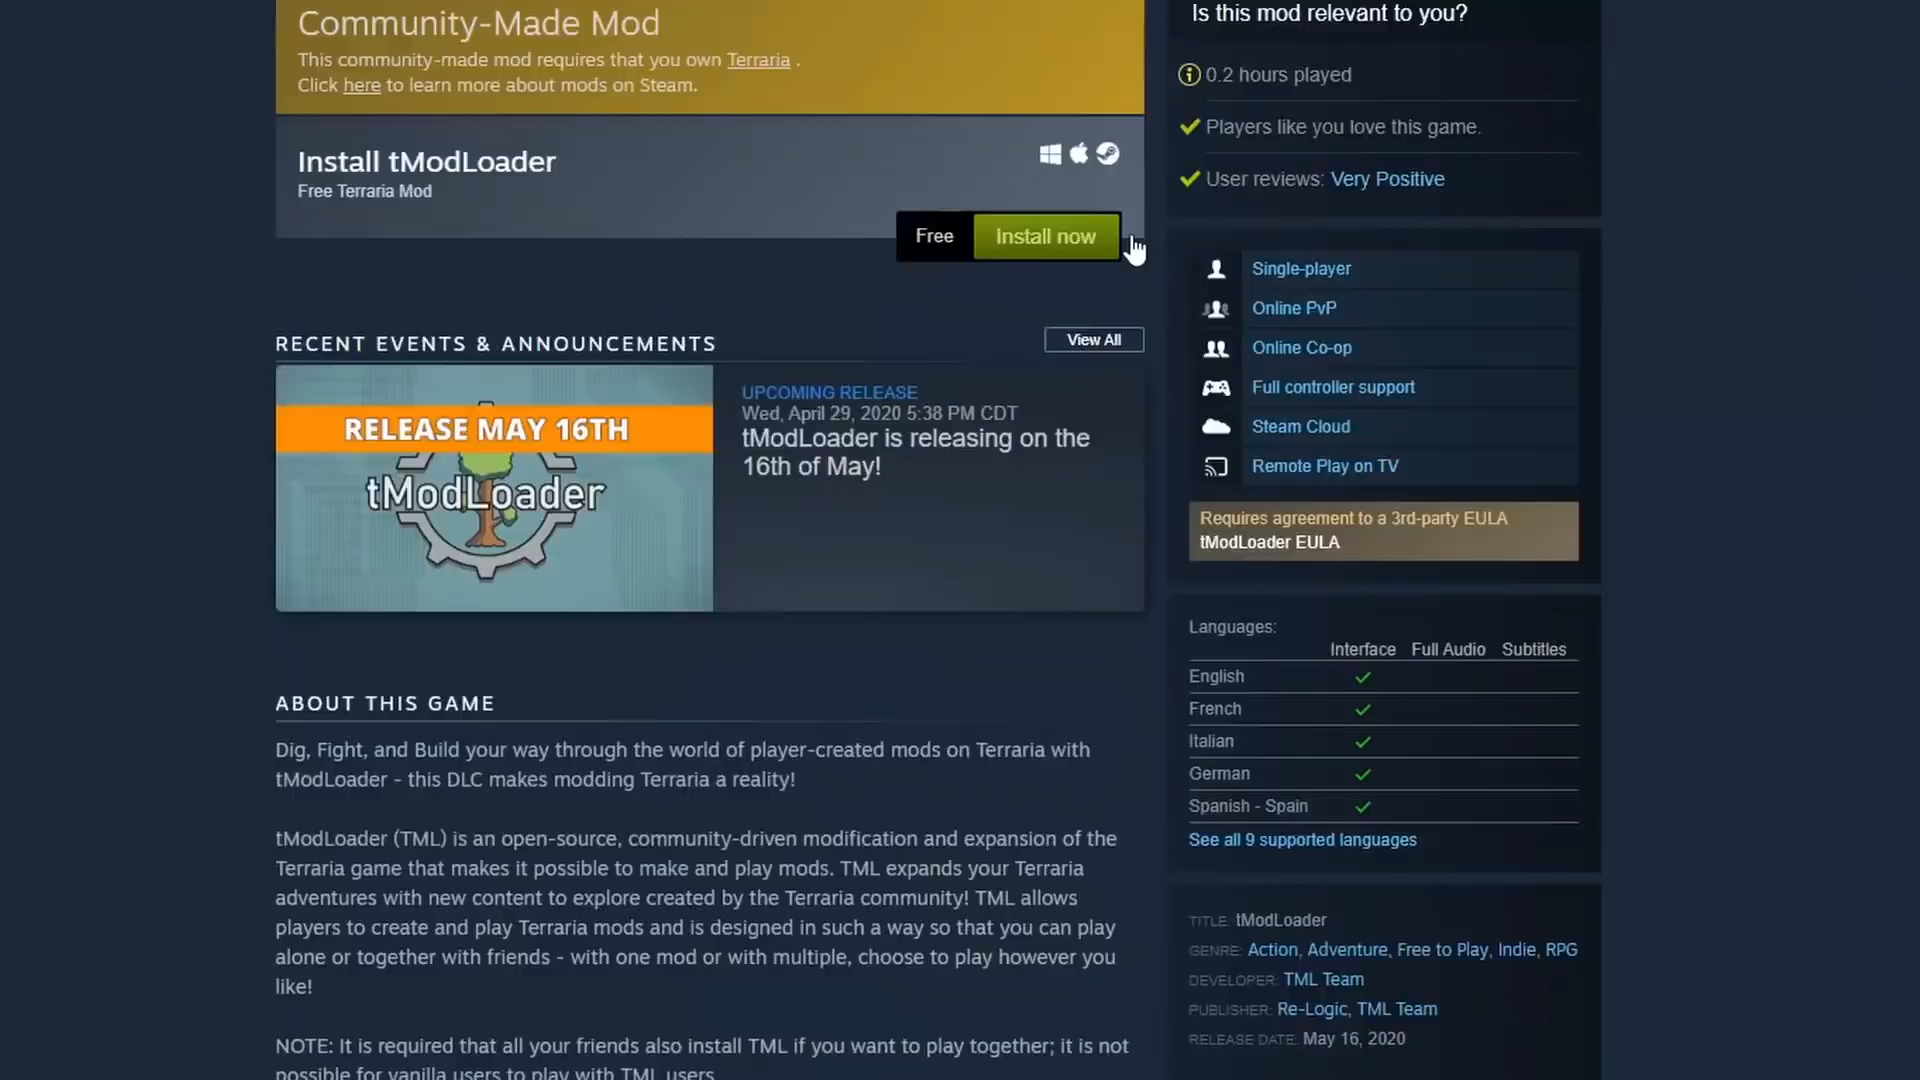 Community-Made Mod
This community-made mod requires that you own Terraria .
Click here to learn more about mods on Steam.
Install tModLoader
Free Terraria Mod
Free
Install now
RECENT EVENTS & ANNOUNCEMENTS
View All
RELEASE MAY 16TH
tModLoader
UPCOMING RELEASE
Wed, April 29, 2020 5:38 PM CDT
tModLoader is releasing on the
16th of May!
ABOUT THIS GAME
Dig, Fight, and Build your way through the world of player-created mods on Terraria with
tModLoader - this DLC makes modding Terraria a reality!
tModLoader (TML) is an open-source, community-driven modification and expansion of the
Terraria game that makes it possible to make and play mods. TML expands your Terraria
adventures with new content to explore created by the Terraria community! TML allows
players to create and play Terraria mods and is designed in such a way so that you can play
alone or together with friends - with one mod or with multiple, choose to play however you
like!
NOTE: It is required that all your friends also install TML if you want to play together; it is not
possible for vanilla users to play with TML users
Is this mod relevant to you?
0.2 hours played
Players like you love this game.
User reviews: Very Positive
Single-player
Online PvP
Online Co-op
Full controller support
Steam Cloud
Remote Play on TV
Requires agreement to a 3rd-party EULA
tModLoader EULA
Languages:
Interface Full Audio Subtitles
English
French
Italian
German
Spanish - Spain
See all 9 supported languages
TITLE: tModLoader
GENRE: Action, Adventure, Free to Play, Indie, RPG
DEVELOPER: TML Team
PUBLISHER: Re-Logic, TML Team
RELEASE DATE: May 16, 2020